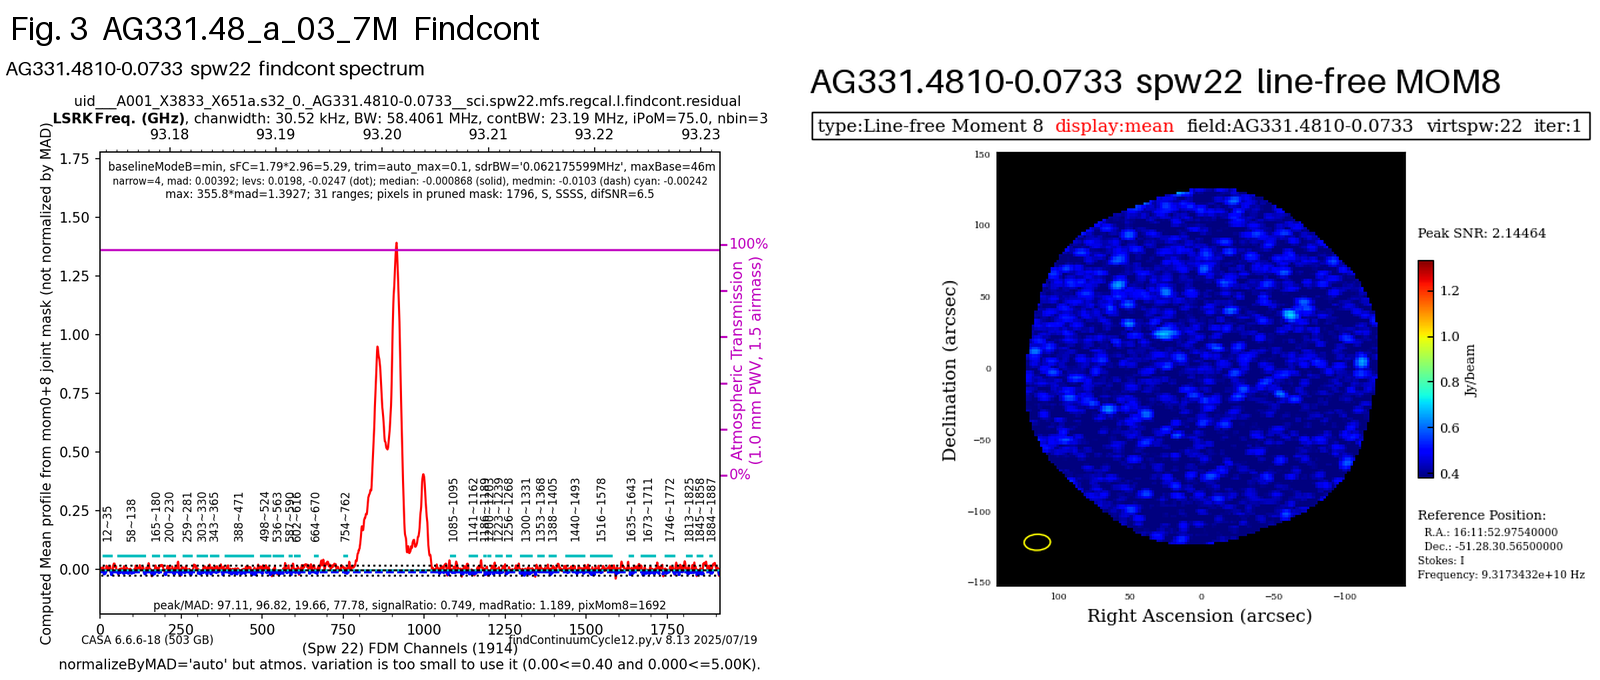 Fig. 3 AG331.48_a_03_7M Findcont
AG331.4810-0.0733 spw22 findcont spectrum
uid___A001_X3833_X651a.s32_0._AG331.4810-0.0733__sci.spw22.mfs.regcal.I.findcont.residual
LSRK Freq. (GHz), chanwidth: 30.52 kHz, BW: 58.4061 MHz, contBW: 23.19 MHz, iPoM=75.0, nbin=3
93.18 93.19 93.20 93.21 93.22 93.23
baselineModeB=min, sFC=1.79*2.96=5.29, trim=auto_max=0.1, sdrBW='0.062175599MHz', maxBase=46m
narrow=4, mad: 0.00392; levs: 0.0198, -0.0247 (dot); median: -0.000868 (solid), medmin: -0.0103 (dash) cyan: -0.00242
max: 355.8*mad=1.3927; 31 ranges; pixels in pruned mask: 1796, S, SSSS, difSNR=6.5
Computed Mean profile from mom0+8 joint mask (not normalized by MAD)
1.75
1.50
1.25
1.00
0.75
0.50
0.25
0.00
100%
0%
Atmospheric Transmission
(1.0 mm PWV, 1.5 airmass)
12~35
58~138
165~180
200~230
259~281
303~330
343~365
388~471
498~524
536~563
602~616
664~670
754~762
1085~1095
1141~1162
1223~1239
1256~1268
1300~1331
1353~1368
1388~1405
1440~1493
1516~1578
1635~1643
1673~1711
1746~1772
1813~1825
1845~1858
1884~1887
peak/MAD: 97.11, 96.82, 19.66, 77.78, signalRatio: 0.749, madRatio: 1.189, pixMom8=1692
0 250 500 750 1000 1250 1500 1750
CASA 6.6.6-18 (503 GB)
(Spw 22) FDM Channels (1914)
findContinuumCycle12.py,v 8.13 2025/07/19
normalizeByMAD='auto' but atmos. variation is too small to use it (0.00<=0.40 and 0.000<=5.00K).
AG331.4810-0.0733 spw22 line-free MOM8
type:Line-free Moment 8 display:mean field:AG331.4810-0.0733 virtspw:22 iter:1
150
100
50
0
−50
−100
−150
Declination (arcsec)
100 50 0 −50 −100
Right Ascension (arcsec)
Peak SNR: 2.14464
1.2
1.0
0.8
0.6
0.4
Jy/beam
Reference Position:
R.A.: 16:11:52.97540000
Dec.: -51.28.30.56500000
Stokes: I
Frequency: 9.3173432e+10 Hz